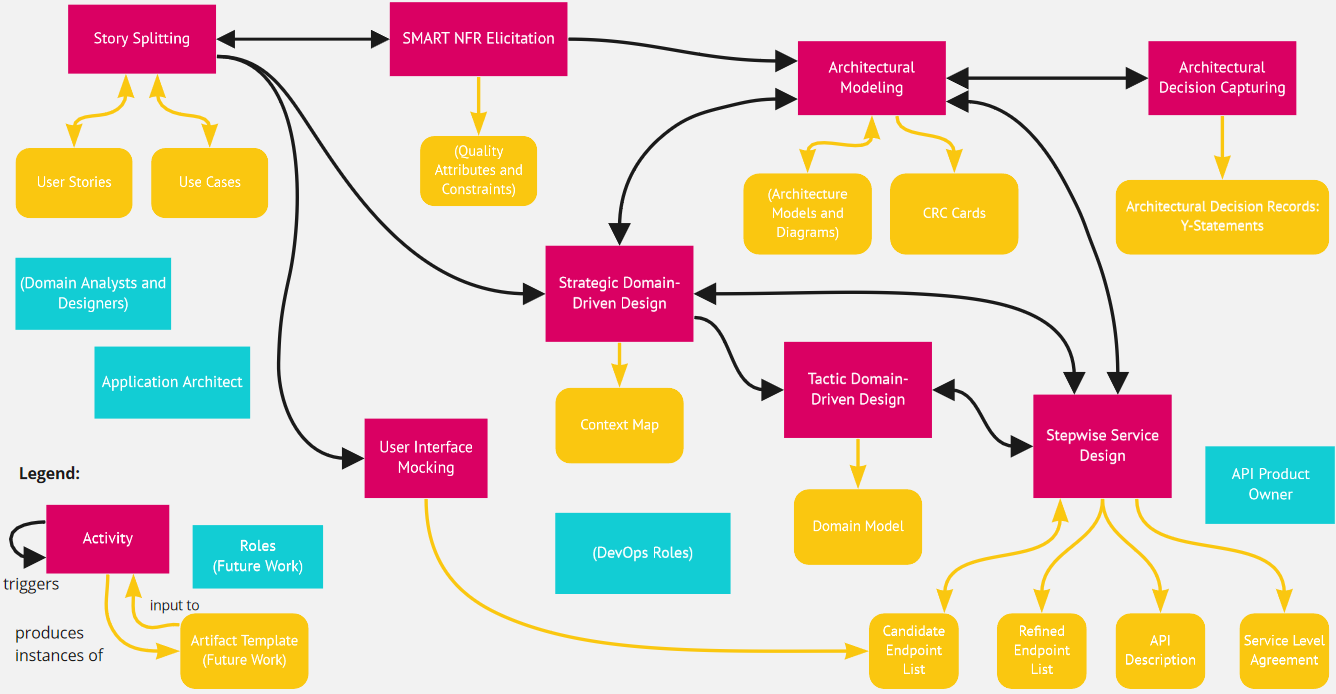 Story Splitting
SMART NFR Elicitation
Architectural
Modeling
Architectural
Decision Capturing
User Stories
Use Cases
(Quality
Attributes and
Constraints)
(Architecture
Models and
Diagrams)
CRC Cards
Architectural Decision Records:
Y-Statements
(Domain Analysts and
Designers)
Strategic Domain-
Driven Design
Application Architect
Tactic Domain-
Driven Design
Context Map
User Interface
Mocking
Stepwise Service
Design
API Product
Owner
Legend:
Activity
Roles
(Future Work)
triggers
input to
produces
instances of
Artifact Template
(Future Work)
(DevOps Roles)
Domain Model
Candidate
Endpoint
List
Refined
Endpoint
List
API
Description
Service Level
Agreement